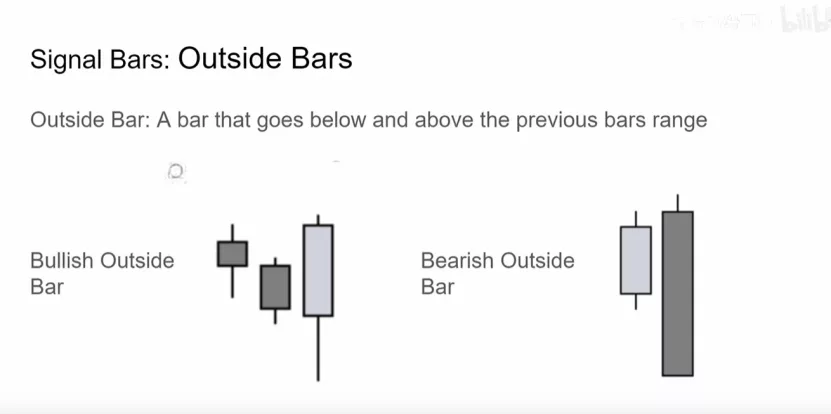 Signal Bars: Outside Bars
Outside Bar: A bar that goes below and above the previous bars range
Bullish Outside
Bar
Bearish Outside
Bar